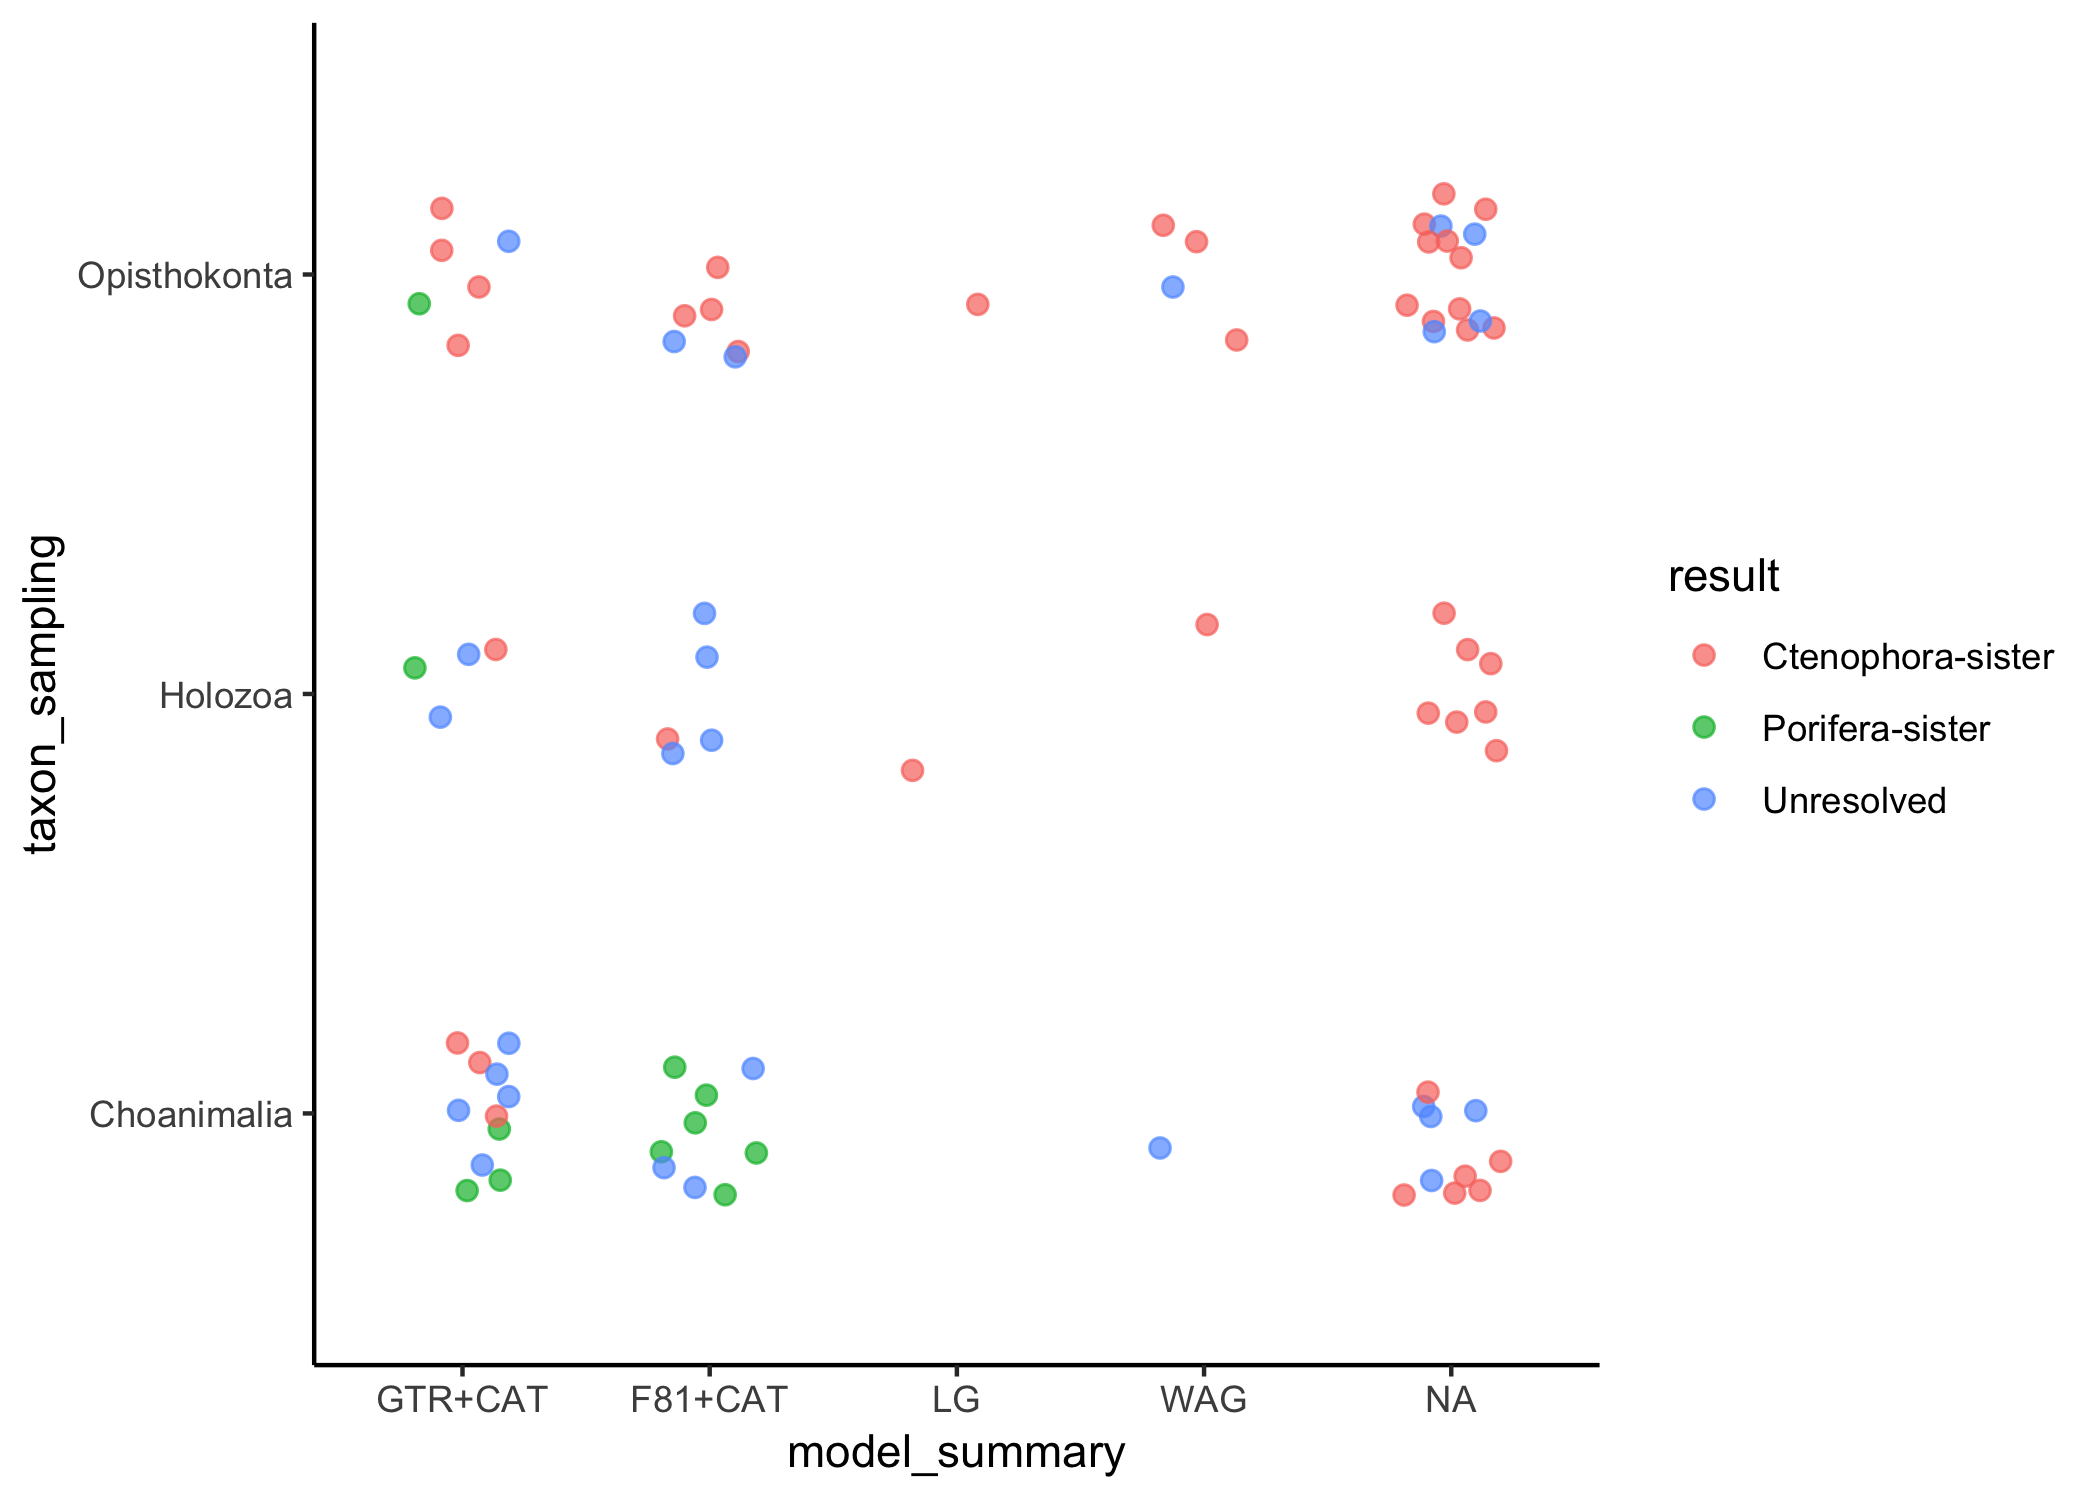 taxon_sampling
Opisthokonta
Holozoa
Choanimalia
GTR+CAT
F81+CAT
LG
WAG
NA
model_summary
result
Ctenophora-sister
Porifera-sister
Unresolved